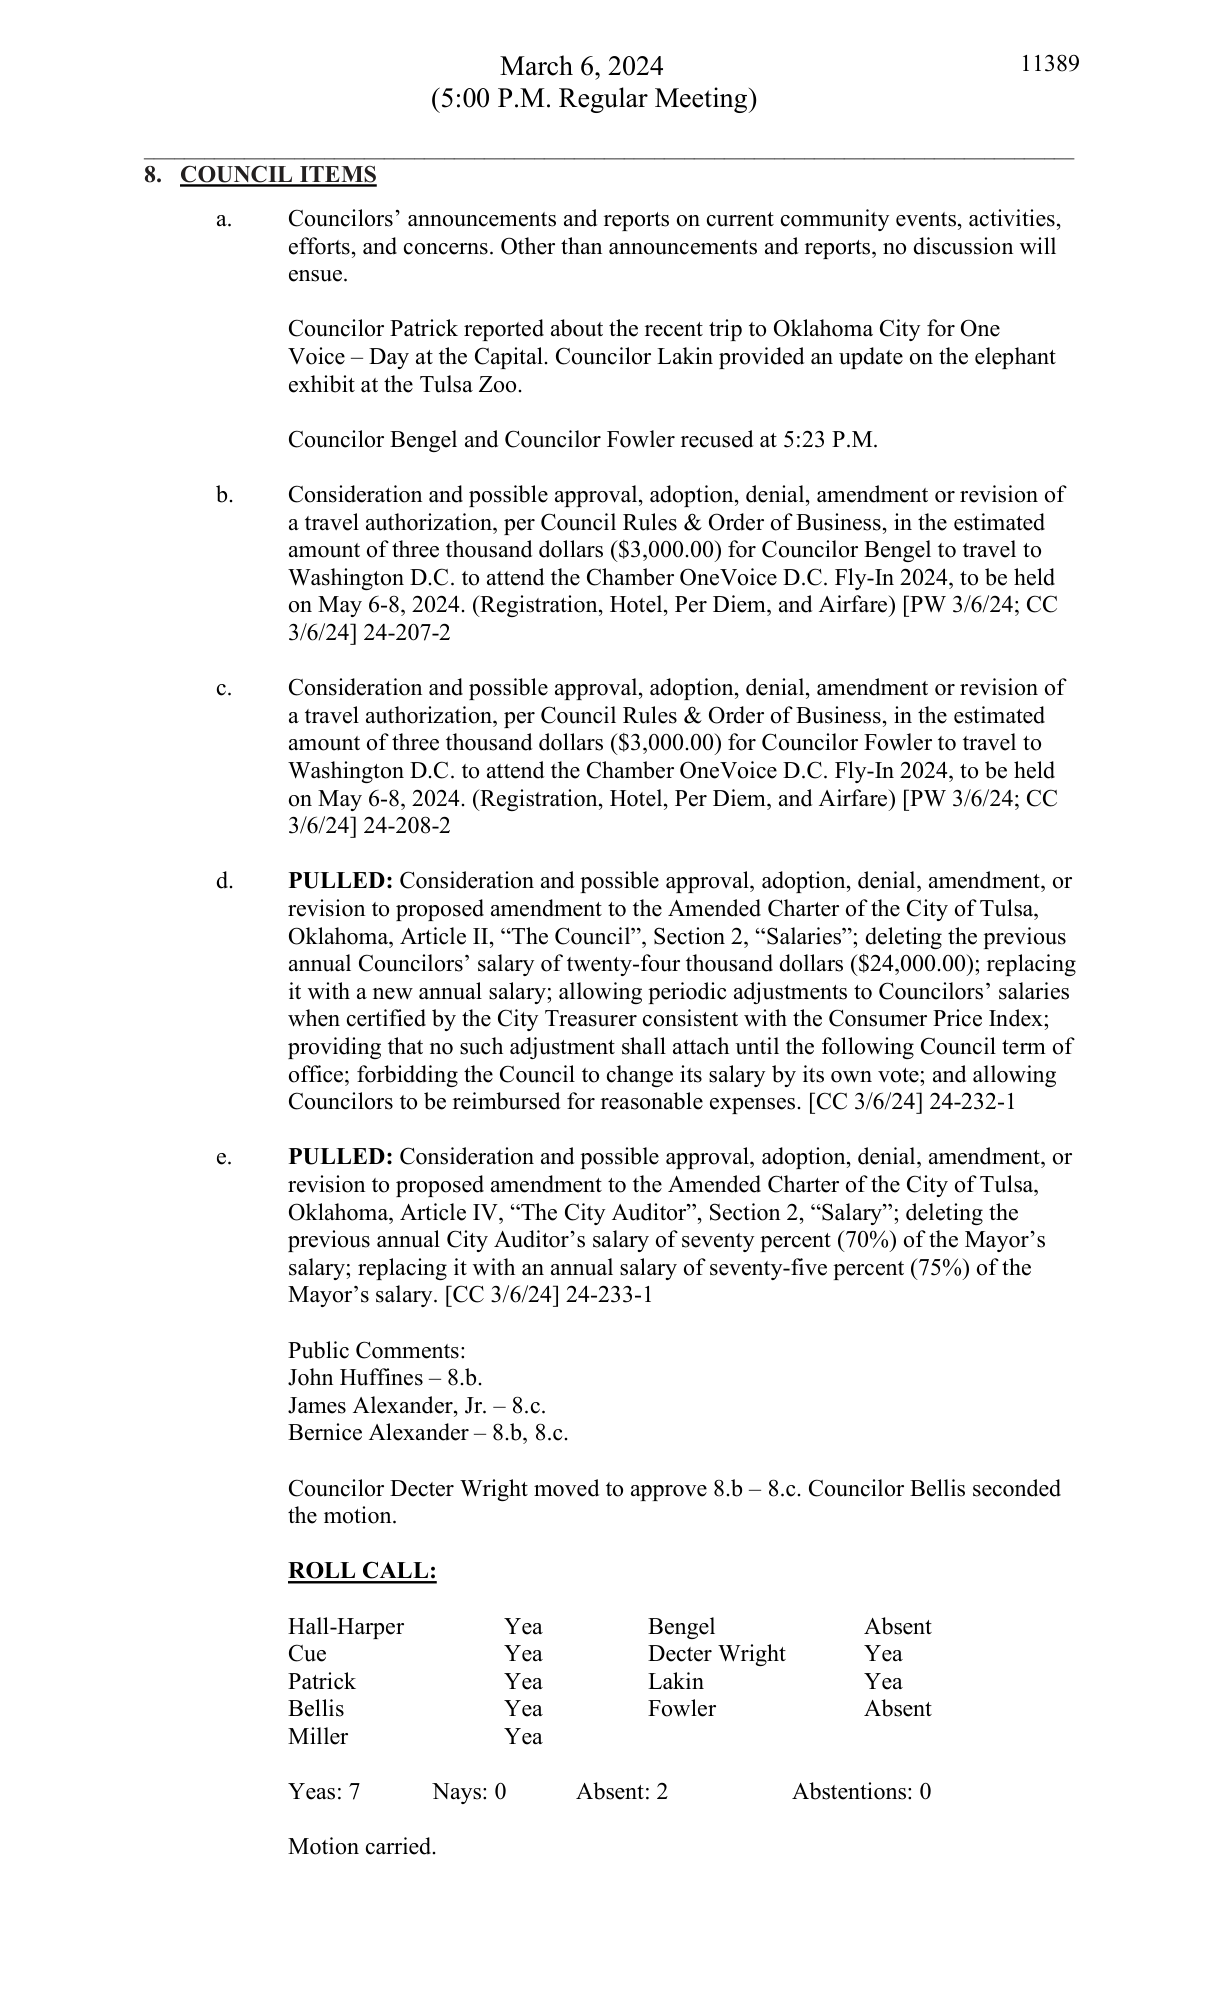 March 6, 2024
11389
(5:00 P.M. Regular Meeting)
8. COUNCIL ITEMS
a. Councilors’ announcements and reports on current community events, activities,
efforts, and concerns. Other than announcements and reports, no discussion will
ensue.
Councilor Patrick reported about the recent trip to Oklahoma City for One
Voice – Day at the Capital. Councilor Lakin provided an update on the elephant
exhibit at the Tulsa Zoo.
Councilor Bengel and Councilor Fowler recused at 5:23 P.M.
b. Consideration and possible approval, adoption, denial, amendment or revision of
a travel authorization, per Council Rules & Order of Business, in the estimated
amount of three thousand dollars ($3,000.00) for Councilor Bengel to travel to
Washington D.C. to attend the Chamber OneVoice D.C. Fly-In 2024, to be held
on May 6-8, 2024. (Registration, Hotel, Per Diem, and Airfare) [PW 3/6/24; CC
3/6/24] 24-207-2
c. Consideration and possible approval, adoption, denial, amendment or revision of
a travel authorization, per Council Rules & Order of Business, in the estimated
amount of three thousand dollars ($3,000.00) for Councilor Fowler to travel to
Washington D.C. to attend the Chamber OneVoice D.C. Fly-In 2024, to be held
on May 6-8, 2024. (Registration, Hotel, Per Diem, and Airfare) [PW 3/6/24; CC
3/6/24] 24-208-2
d. PULLED: Consideration and possible approval, adoption, denial, amendment, or
revision to proposed amendment to the Amended Charter of the City of Tulsa,
Oklahoma, Article II, “The Council”, Section 2, “Salaries”; deleting the previous
annual Councilors’ salary of twenty-four thousand dollars ($24,000.00); replacing
it with a new annual salary; allowing periodic adjustments to Councilors’ salaries
when certified by the City Treasurer consistent with the Consumer Price Index;
providing that no such adjustment shall attach until the following Council term of
office; forbidding the Council to change its salary by its own vote; and allowing
Councilors to be reimbursed for reasonable expenses. [CC 3/6/24] 24-232-1
e. PULLED: Consideration and possible approval, adoption, denial, amendment, or
revision to proposed amendment to the Amended Charter of the City of Tulsa,
Oklahoma, Article IV, “The City Auditor”, Section 2, “Salary”; deleting the
previous annual City Auditor’s salary of seventy percent (70%) of the Mayor’s
salary; replacing it with an annual salary of seventy-five percent (75%) of the
Mayor’s salary. [CC 3/6/24] 24-233-1
Public Comments:
John Huffines – 8.b.
James Alexander, Jr. – 8.c.
Bernice Alexander – 8.b, 8.c.
Councilor Decter Wright moved to approve 8.b – 8.c. Councilor Bellis seconded
the motion.
ROLL CALL:
Hall-Harper Yea Bengel Absent
Cue Yea Decter Wright Yea
Patrick Yea Lakin Yea
Bellis Yea Fowler Absent
Miller Yea
Yeas: 7 Nays: 0 Absent: 2 Abstentions: 0
Motion carried.